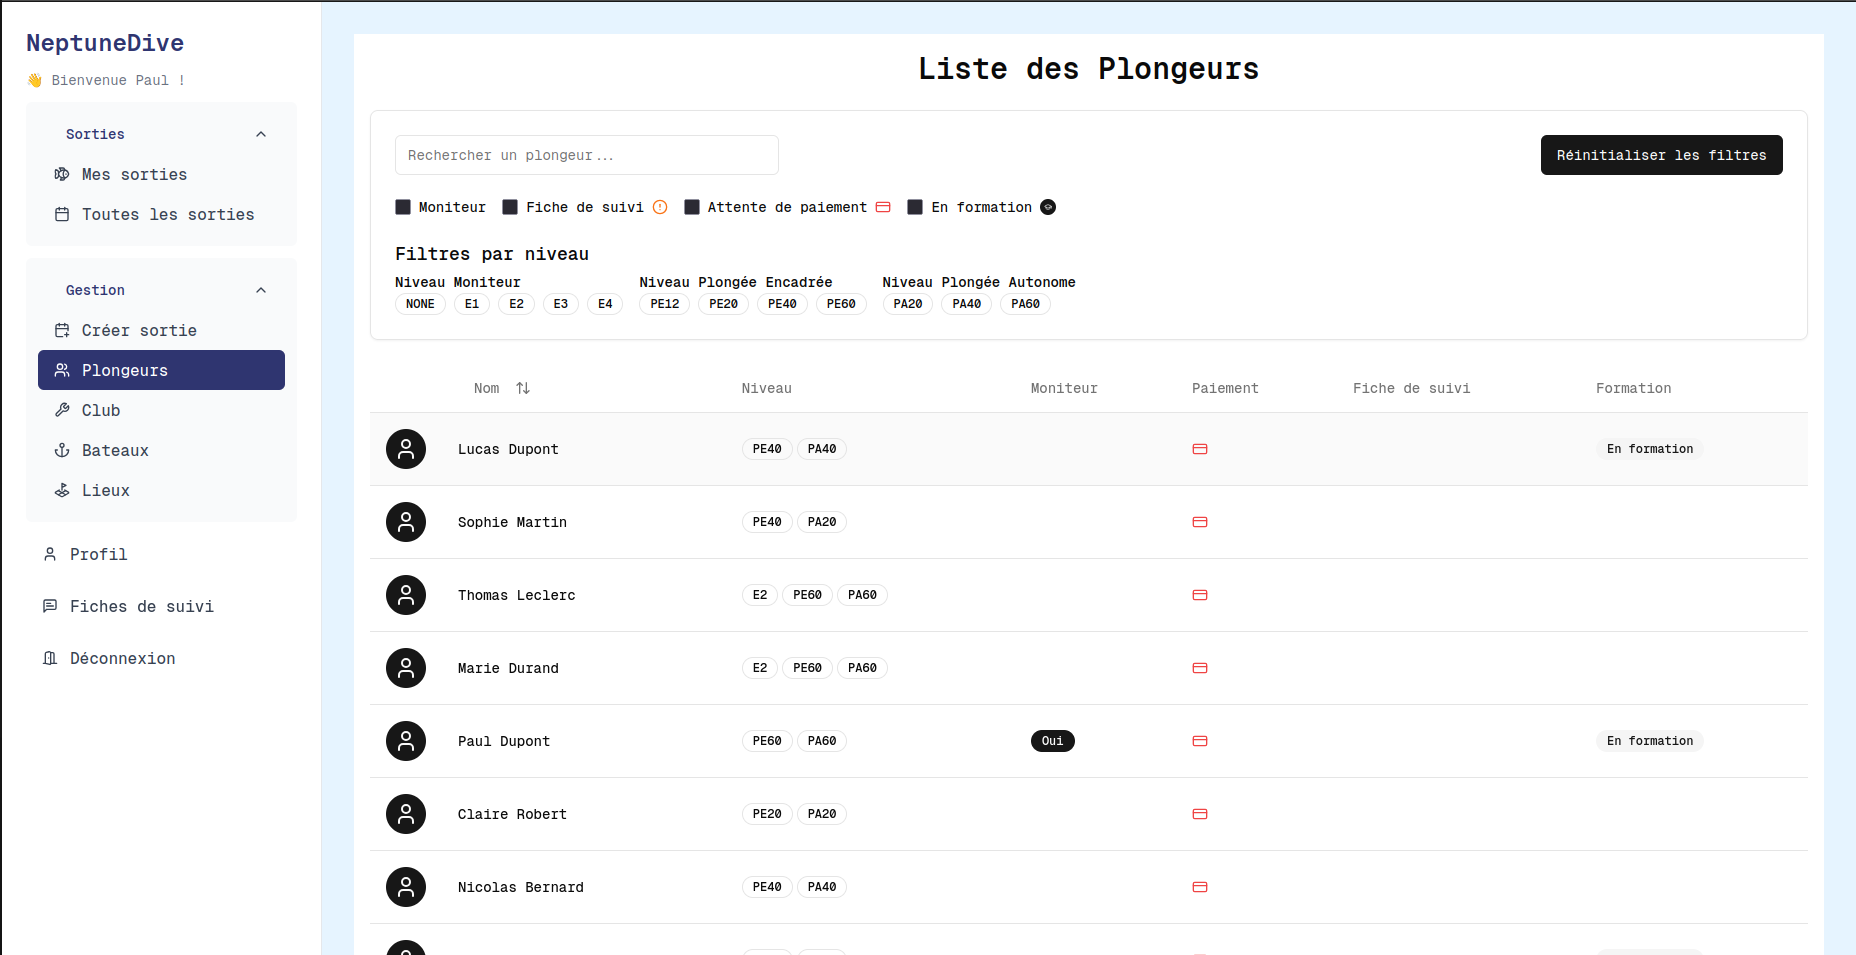 NeptuneDive
👋 Bienvenue Paul !
Sorties
Mes sorties
Toutes les sorties
Gestion
Créer sortie
Plongeurs
Club
Bateaux
Lieux
Profil
Fiches de suivi
Déconnexion
Liste des Plongeurs
Rechercher un plongeur...
Réinitialiser les filtres
Moniteur Fiche de suivi Attente de paiement En formation
Filtres par niveau
Niveau Moniteur Niveau Plongée Encadrée Niveau Plongée Autonome
NONE E1 E2 E3 E4 PE12 PE20 PE40 PE60 PA20 PA40 PA60
Nom Niveau Moniteur Paiement Fiche de suivi Formation
Lucas Dupont PE40 PA40 En formation
Sophie Martin PE40 PA20
Thomas Leclerc E2 PE60 PA60
Marie Durand E2 PE60 PA60
Paul Dupont PE60 PA60 Oui En formation
Claire Robert PE20 PA20
Nicolas Bernard PE40 PA40